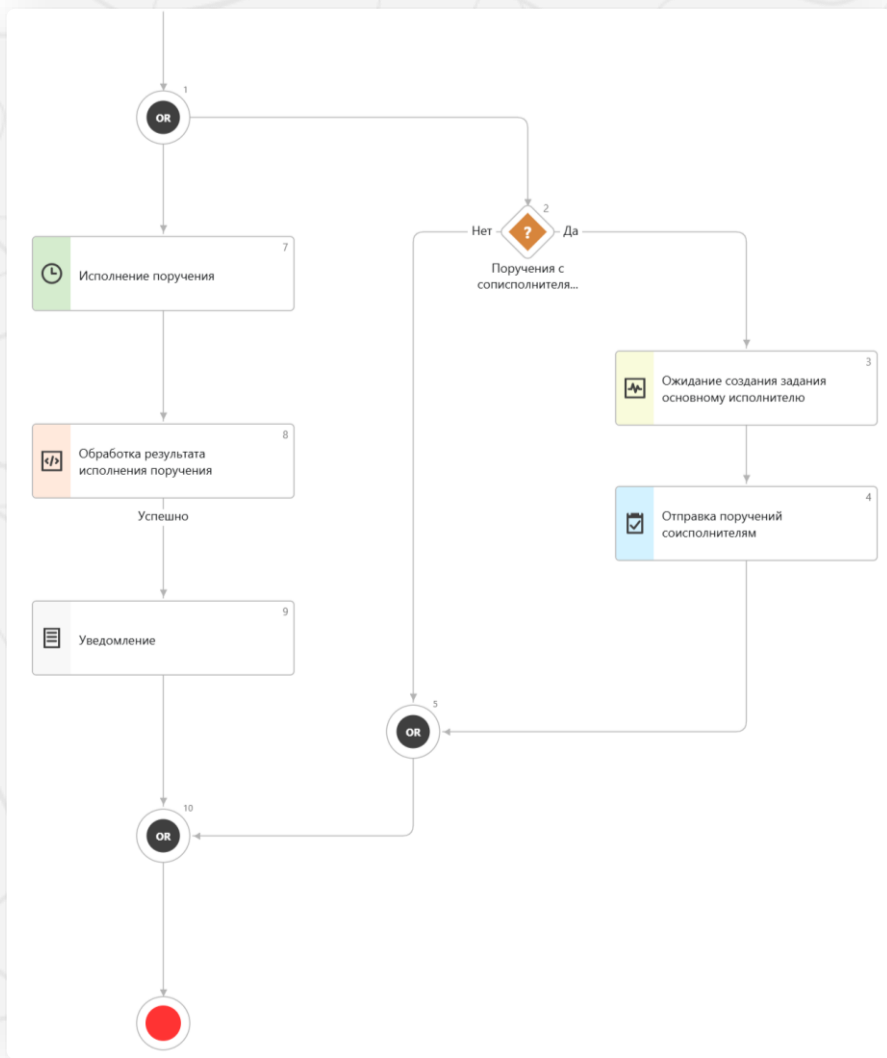 1
OR
2
Нет
?
Да
Поручения с
сописполнителя...
7
Исполнение поручения
3
Ожидание создания задания
основному исполнителю
8
Обработка результата
исполнения поручения
Успешно
4
Отправка поручений
соисполнителям
9
Уведомление
5
OR
10
OR